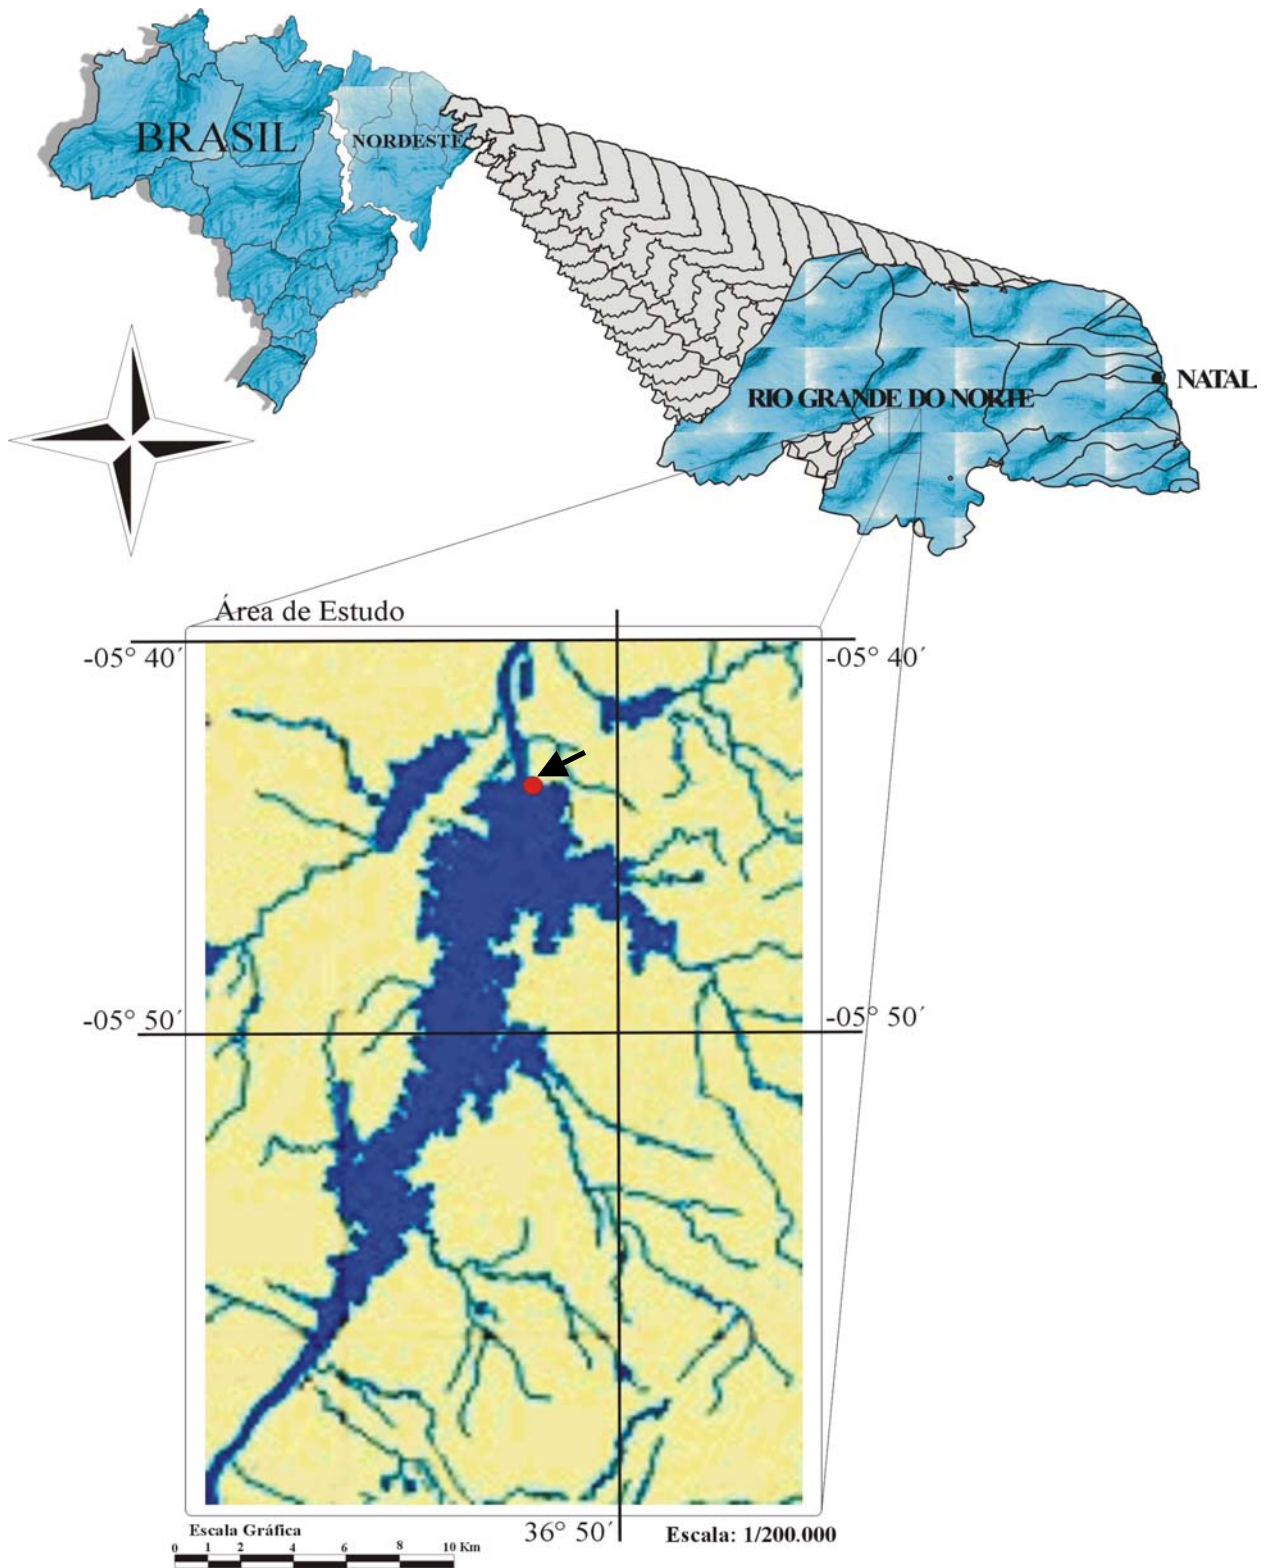 BRASIL
NORDESTE
NATAL
RIO GRANDE DO NORTE
Área de Estudo
-05° 40´
-05° 40´
-05° 50´
-05° 50´
36° 50´
Escala: 1/200.000
Escala Gráfica
0 1 2 4 6 8 10 Km